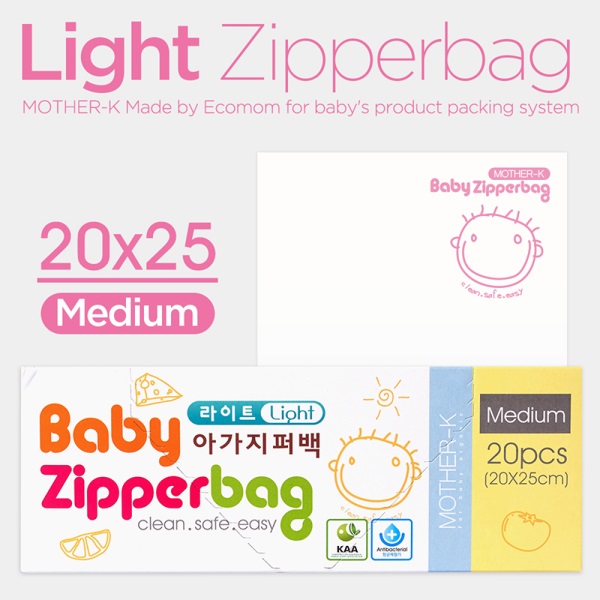 Light Zipperbag
MOTHER-K Made by Ecomom for baby's product packing system
MOTHER-K
Baby Zipperbag
clean.safe.easy
20x25
Medium
라이트 Light
Baby 아가지퍼백
Zipperbag
clean.safe.easy
KAA
Antibacterial
MOTHER-K
Medium
20pcs
(20X25cm)